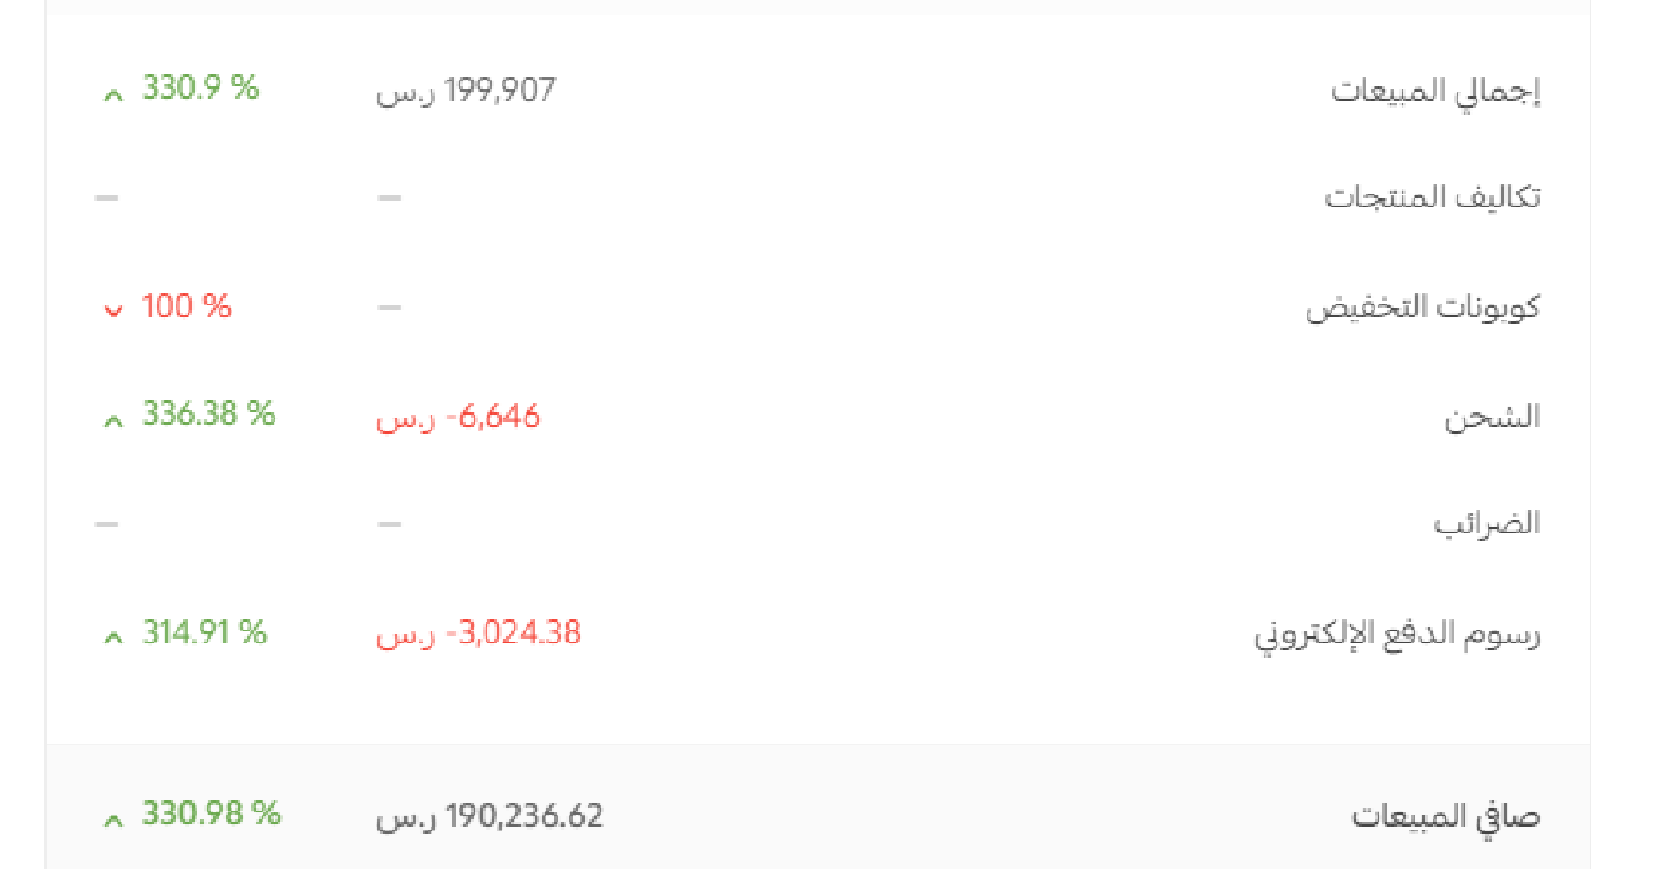 إجمالي المبيعات 199,907 ر.س 330.9 %
تكاليف المنتجات – –
كوبونات التخفيض – 100 %
الشحن -6,646 ر.س 336.38 %
الضرائب – –
رسوم الدفع الإلكتروني -3,024.38 ر.س 314.91 %
صافي المبيعات 190,236.62 ر.س 330.98 %